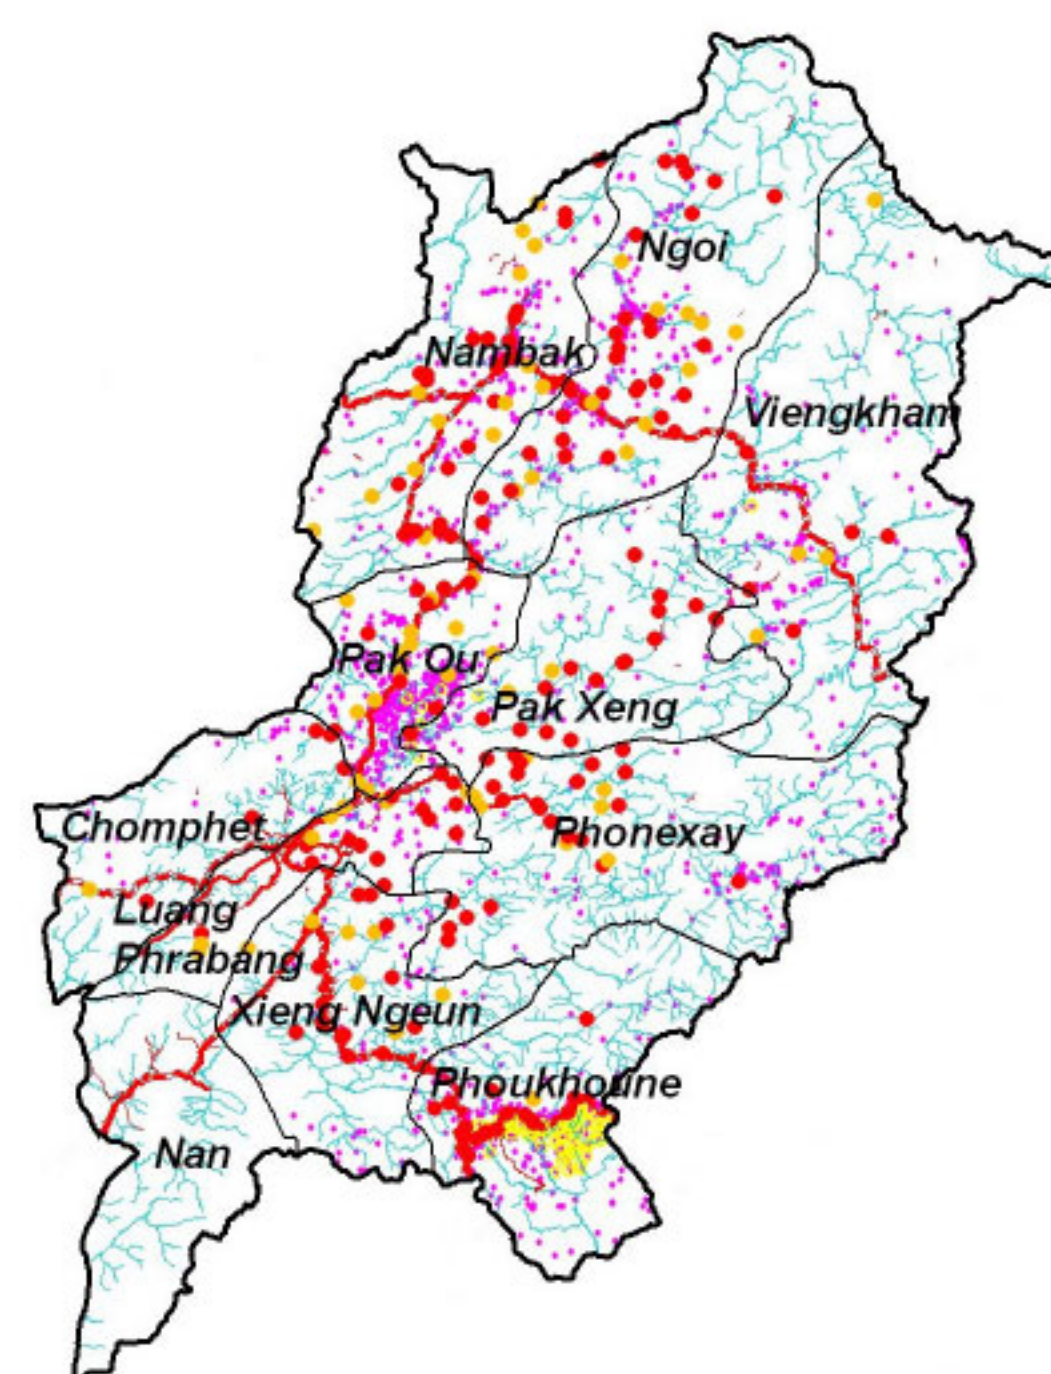 Ngoi
Nambak
Viengkham
Pak Ou
Pak Xeng
Chomphet
Phonexay
Luang
Phrabang
Xieng Ngeun
Phoukhoune
Nan